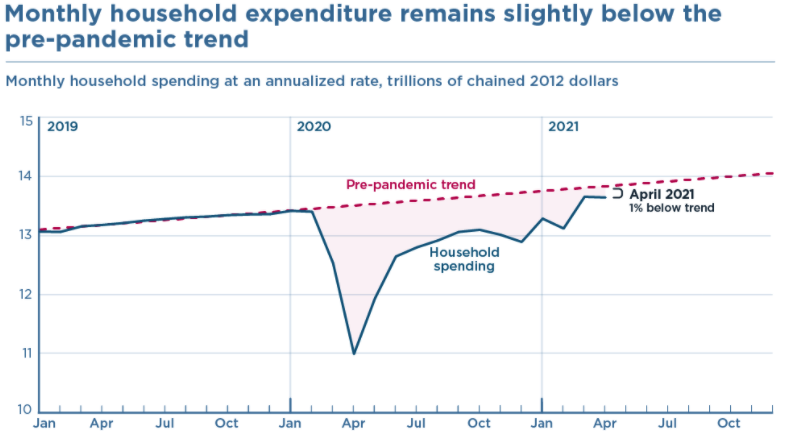 Monthly household expenditure remains slightly below the
pre-pandemic trend
Monthly household spending at an annualized rate, trillions of chained 2012 dollars
15
2019
2020
2021
14
Pre-pandemic trend
April 2021
1% below trend
13
Household
spending
12
11
10
Jan
Apr
Jul
Oct
Jan
Apr
Jul
Oct
Jan
Apr
Jul
Oct